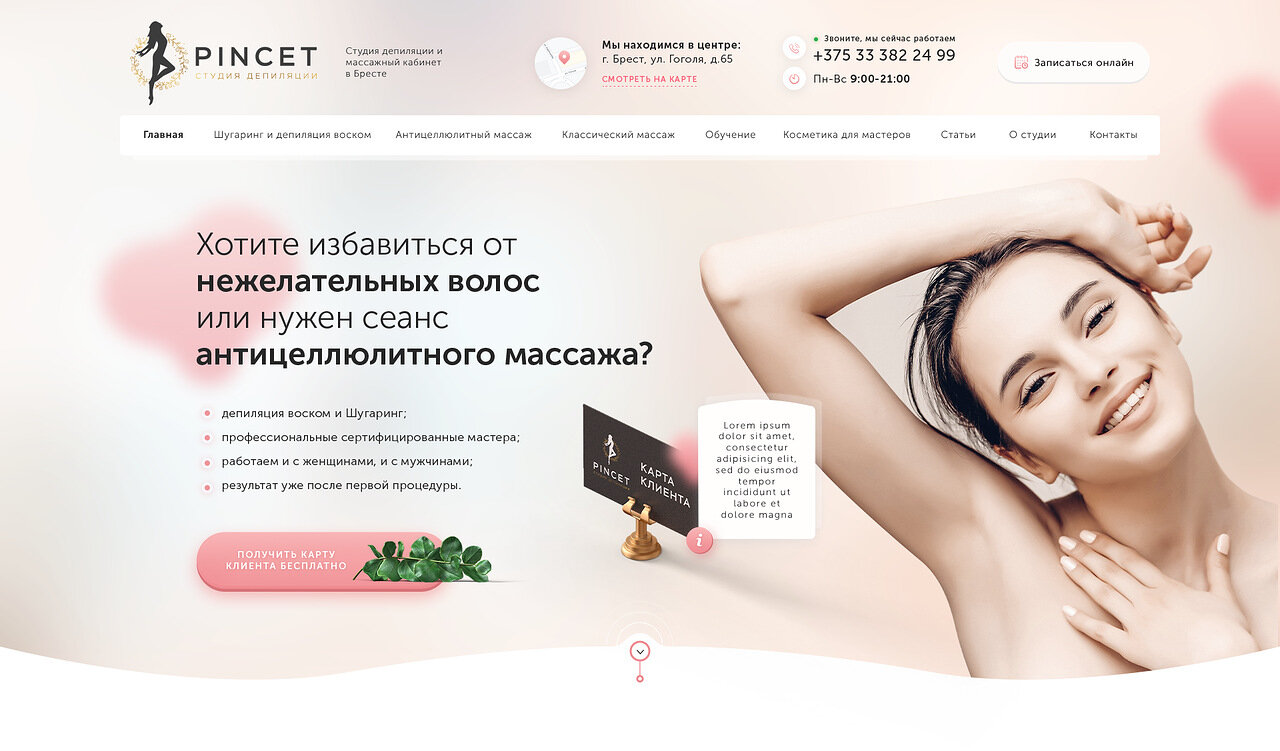 PINCET
СТУДИЯ ДЕПИЛЯЦИИ
Студия депиляции и
массажный кабинет
в Бресте
Мы находимся в центре:
г. Брест, ул. Гоголя, д.65
СМОТРЕТЬ НА КАРТЕ
Звоните, мы сейчас работаем
+375 33 382 24 99
Пн-Вс 9:00-21:00
Записаться онлайн
Главная
Шугаринг и депиляция воском
Антицеллюлитный массаж
Классический массаж
Обучение
Косметика для мастеров
Статьи
О студии
Контакты
Хотите избавиться от
нежелательных волос
или нужен сеанс
антицеллюлитного массажа?
депиляция воском и Шугаринг;
профессиональные сертифицированные мастера;
работаем и с женщинами, и с мужчинами;
результат уже после первой процедуры.
ПОЛУЧИТЬ КАРТУ
КЛИЕНТА БЕСПЛАТНО
PINCET
КАРТА
КЛИЕНТА
Lorem ipsum
dolor sit amet,
consectetur
adipisicing elit,
sed do eiusmod
tempor
incididunt ut
labore et
dolore magna
i